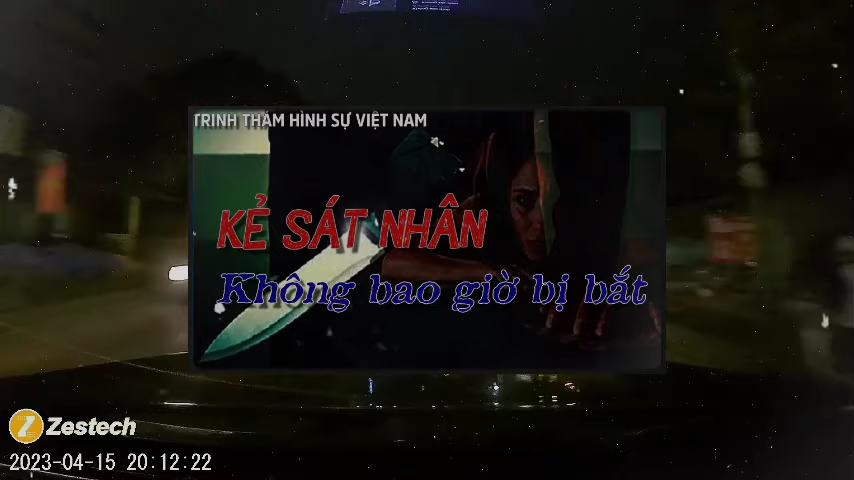 TRINH THÁM HÌNH SỰ VIỆT NAM
KẺ SÁT NHÂN
Không bao giờ bị bắt
Zestech
2023-04-15 20:12:22